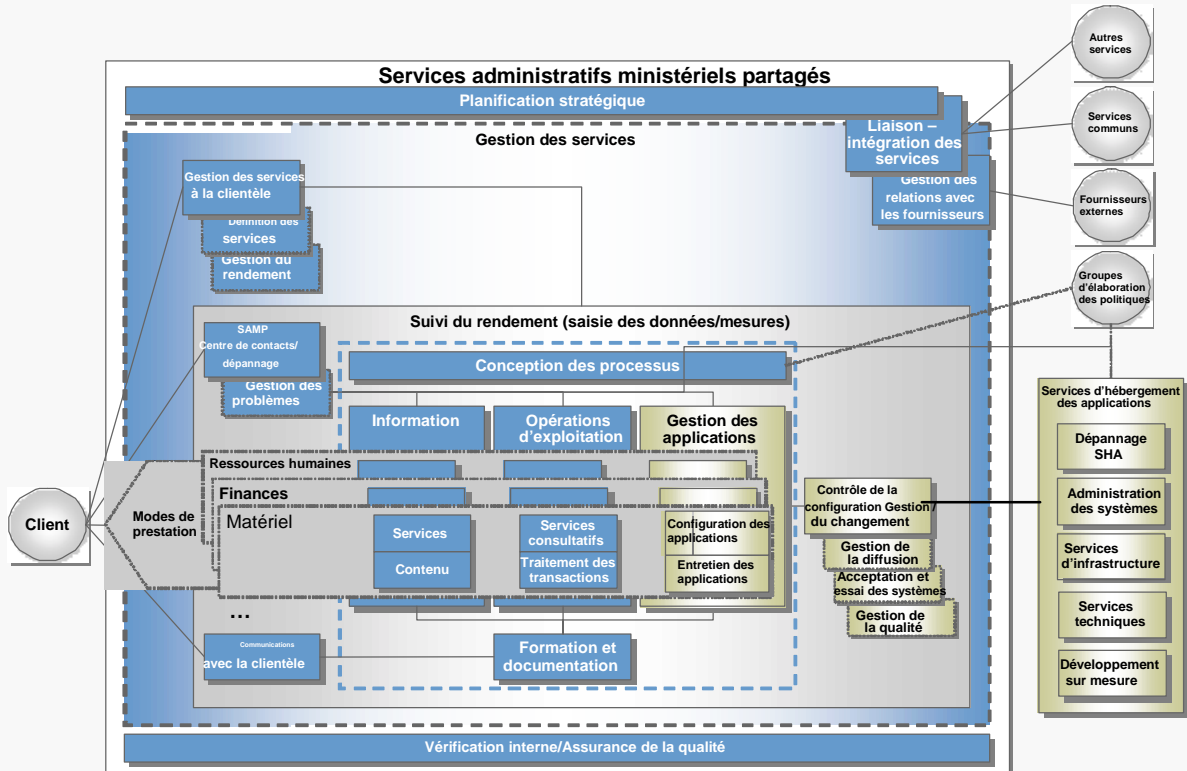 Autres
services
Services administratifs ministériels partagés
Planification stratégique
Services
communs
Liaison –
intégration des
services
Gestion des services
Gestion des services
à la clientèle
Gestion des
relations avec
les fournisseurs
Fournisseurs
externes
Définition des
services
Gestion du
rendement
Groupes
d'élaboration
des politiques
Suivi du rendement (saisie des données/mesures)
SAMP
Centre de contacts/
dépannage
Conception des processus
Gestion des
problèmes
Services d'hébergement
des applications
Information
Opérations
d'exploitation
Gestion des
applications
Dépannage
SHA
Ressources humaines
Finances
Matériel
Contrôle de la
configuration Gestion /
du changement
Administration
des systèmes
Client
Modes de
prestation
Services
Contenu
Services
consultatifs
Traitement des
transactions
Configuration des
applications
Entretien des
applications
Gestion de
la diffusion
Services
d'infrastructure
Acceptation et
essai des systèmes
Gestion de
la qualité
Services
techniques
...
Communications
avec la clientèle
Formation et
documentation
Développement
sur mesure
Vérification interne/Assurance de la qualité